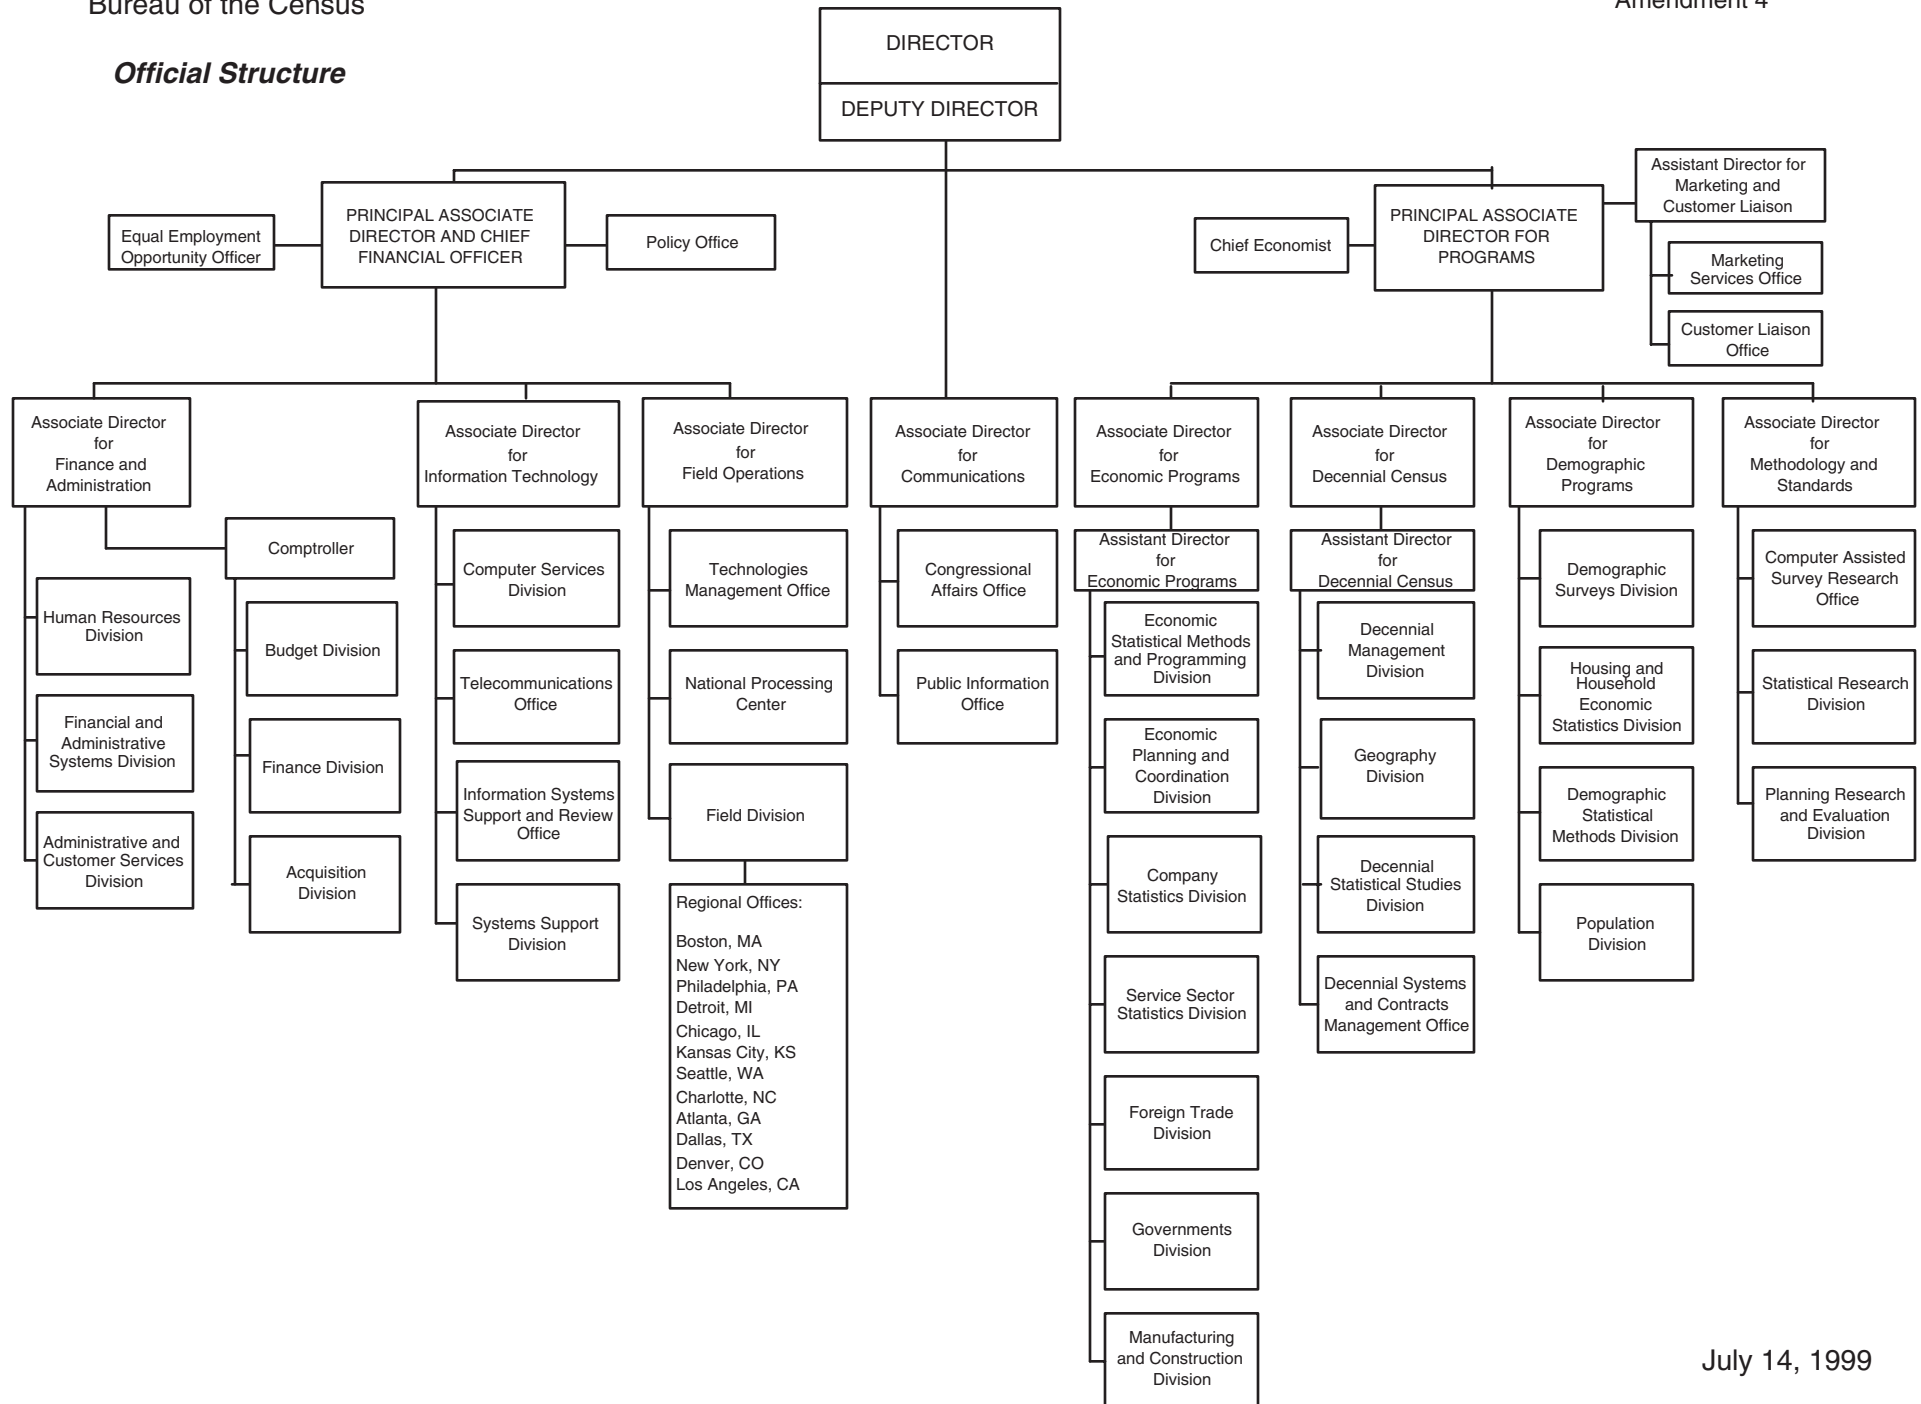 Bureau of the Census
Amendment 4
Official Structure
DIRECTOR
DEPUTY DIRECTOR
Equal Employment
Opportunity Officer
PRINCIPAL ASSOCIATE
DIRECTOR AND CHIEF
FINANCIAL OFFICER
Policy Office
Chief Economist
PRINCIPAL ASSOCIATE
DIRECTOR FOR
PROGRAMS
Assistant Director for
Marketing and
Customer Liaison
Marketing
Services Office
Customer Liaison
Office
Associate Director
for
Finance and
Administration
Comptroller
Human Resources
Division
Financial and
Administrative
Systems Division
Administrative and
Customer Services
Division
Budget Division
Finance Division
Acquisition
Division
Associate Director
for
Information Technology
Computer Services
Division
Telecommunications
Office
Information Systems
Support and Review
Office
Systems Support
Division
Associate Director
for
Field Operations
Technologies
Management Office
National Processing
Center
Field Division
Regional Offices:
Boston, MA
New York, NY
Philadelphia, PA
Detroit, MI
Chicago, IL
Kansas City, KS
Seattle, WA
Charlotte, NC
Atlanta, GA
Dallas, TX
Denver, CO
Los Angeles, CA
Associate Director
for
Communications
Congressional
Affairs Office
Public Information
Office
Associate Director
for
Economic Programs
Assistant Director
for
Economic Programs
Economic
Statistical Methods
and Programming
Division
Economic
Planning and
Coordination
Division
Company
Statistics Division
Service Sector
Statistics Division
Foreign Trade
Division
Governments
Division
Manufacturing
and Construction
Division
Associate Director
for
Decennial Census
Assistant Director
for
Decennial Census
Decennial
Management
Division
Geography
Division
Decennial
Statistical Studies
Division
Decennial Systems
and Contracts
Management Office
Associate Director
for
Demographic
Programs
Demographic
Surveys Division
Housing and
Household
Economic
Statistics Division
Demographic
Statistical
Methods Division
Population
Division
Associate Director
for
Methodology and
Standards
Computer Assisted
Survey Research
Office
Statistical Research
Division
Planning Research
and Evaluation
Division
July 14, 1999